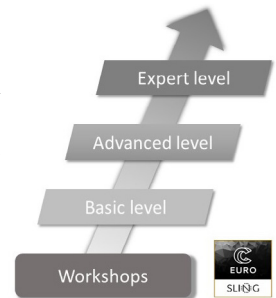 Expert level
Advanced level
Basic level
Workshops
EURO
SLING